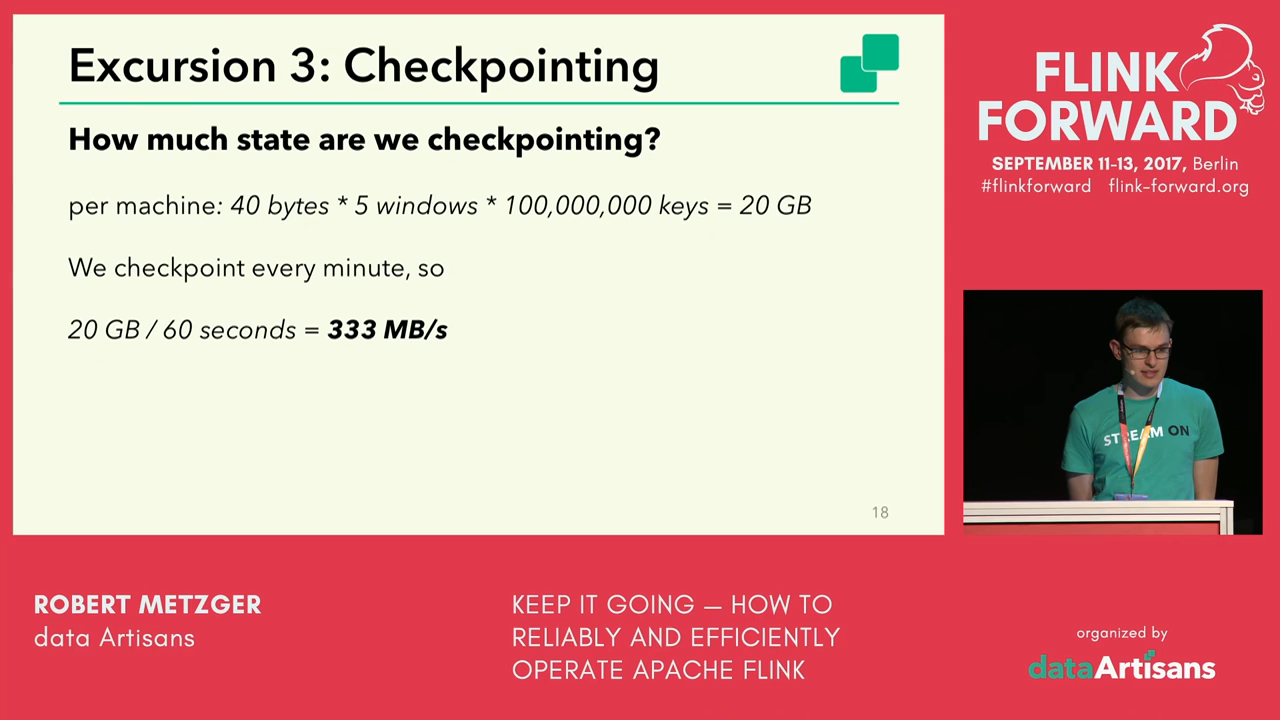 Excursion 3: Checkpointing
How much state are we checkpointing?
per machine: 40 bytes * 5 windows * 100,000,000 keys = 20 GB
We checkpoint every minute, so
20 GB / 60 seconds = 333 MB/s
18
FLINK
FORWARD
SEPTEMBER 11-13, 2017, Berlin
#flinkforward flink-forward.org
STREAM ON
ROBERT METZGER
data Artisans
KEEP IT GOING — HOW TO
RELIABLY AND EFFICIENTLY
OPERATE APACHE FLINK
organized by
dataArtisans